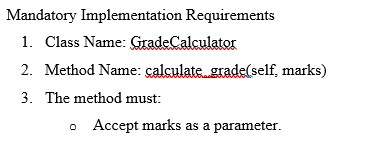 Mandatory Implementation Requirements
1. Class Name: GradeCalculator
2. Method Name: calculate_grade(self, marks)
3. The method must:
o Accept marks as a parameter.